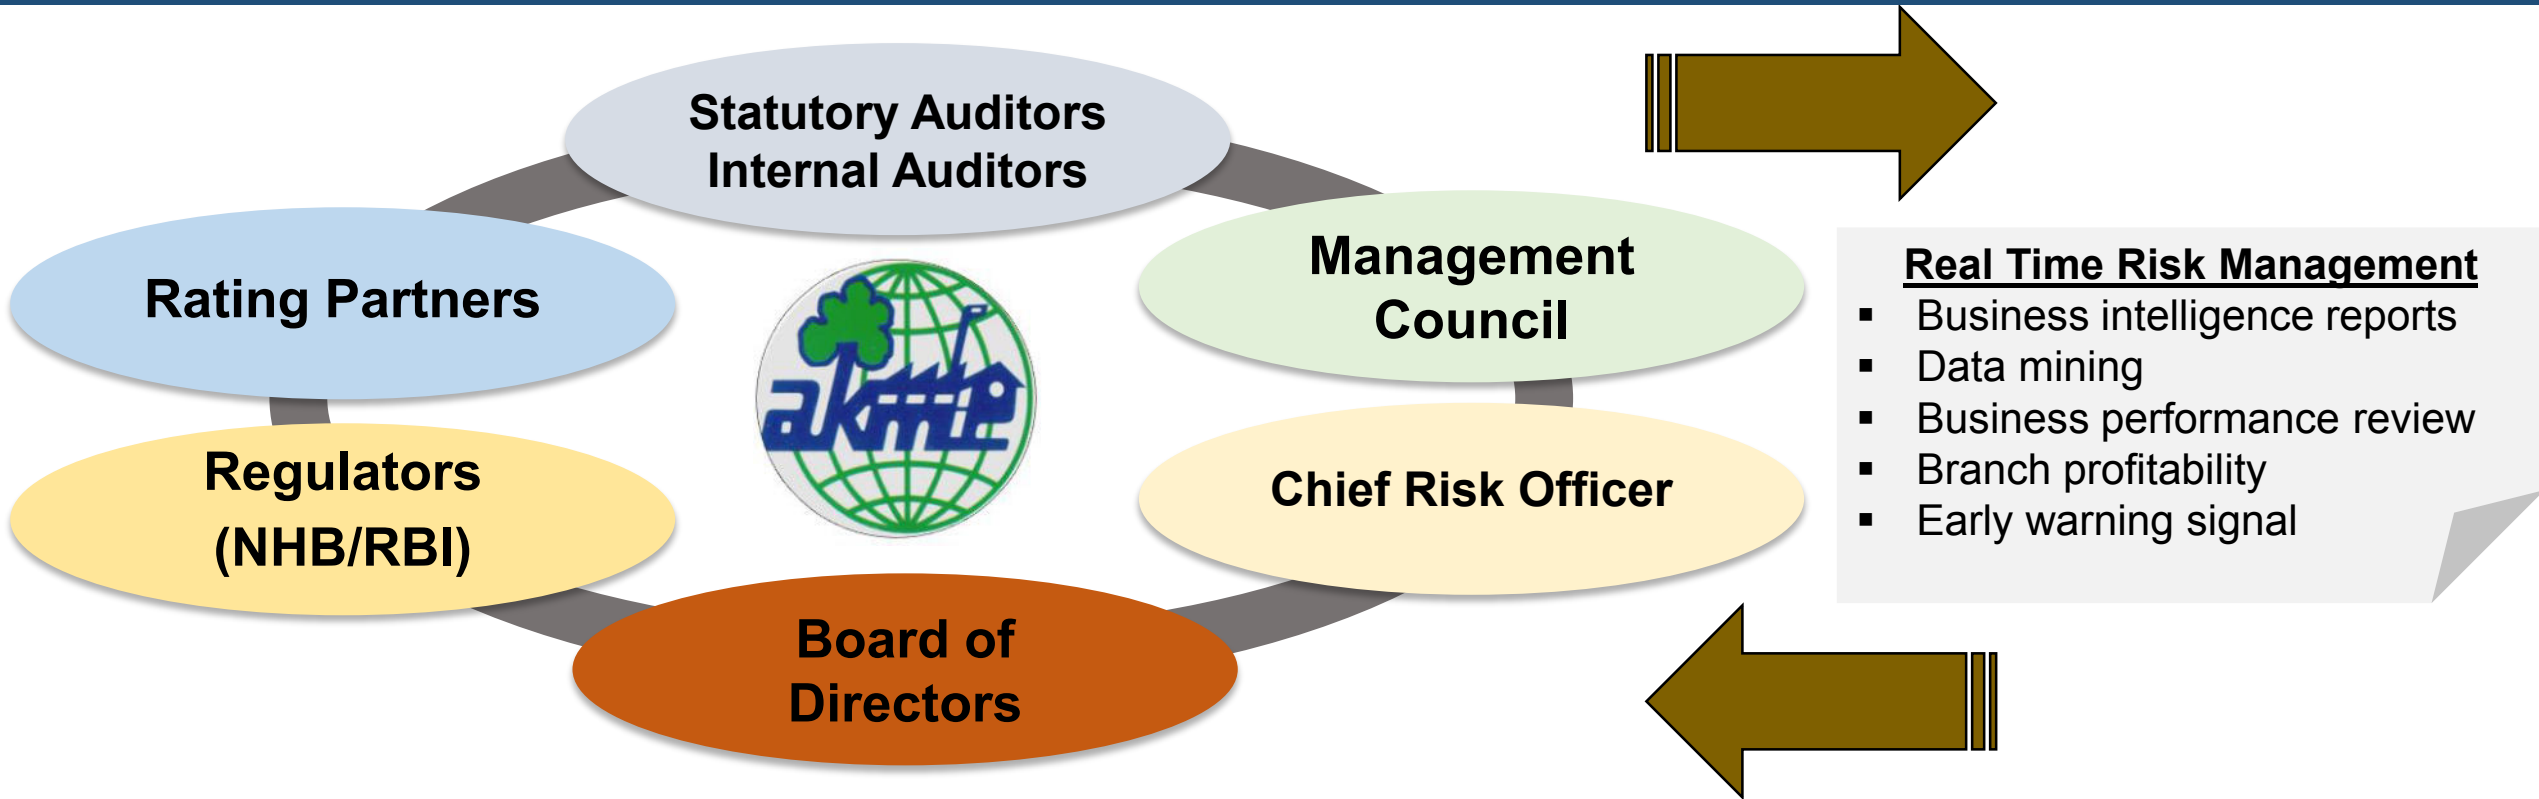 Statutory Auditors
Internal Auditors
Rating Partners
Management
Council
akme
Regulators
(NHB/RBI)
Chief Risk Officer
Board of
Directors
Real Time Risk Management
▪ Business intelligence reports
▪ Data mining
▪ Business performance review
▪ Branch profitability
▪ Early warning signal